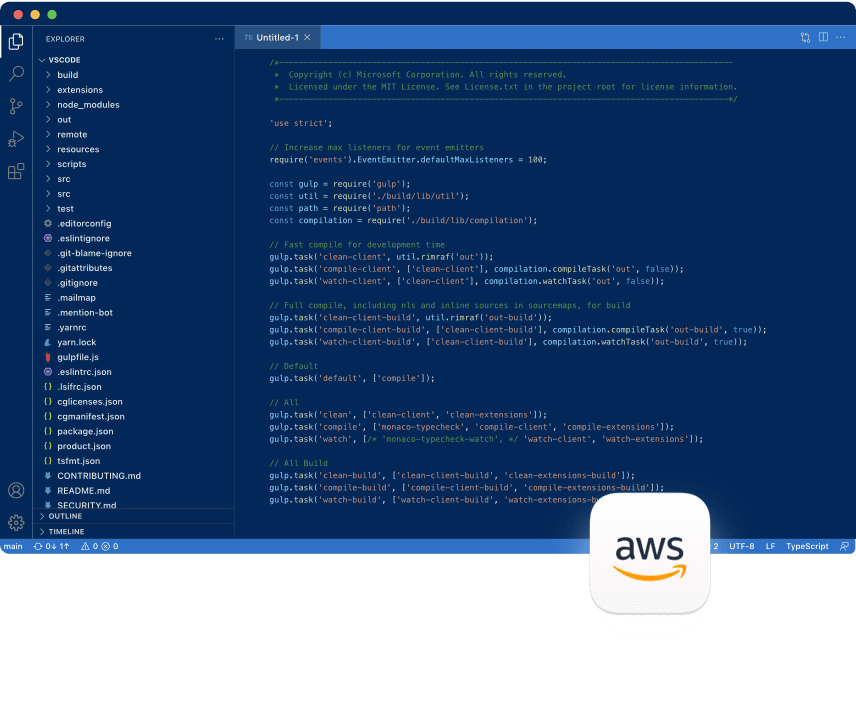 EXPLORER
VSCODE
build
extensions
node_modules
out
remote
resources
scripts
src
src
test
.editorconfig
.eslintignore
.git-blame-ignore
.gitattributes
.gitignore
.mailmap
.mention-bot
.yarnrc
yarn.lock
gulpfile.js
.eslintrc.json
.lsifrc.json
cglicenses.json
cgmanifest.json
package.json
product.json
tsfmt.json
CONTRIBUTING.md
README.md
SECURITY.md
OUTLINE
TIMELINE
TS Untitled-1
/*
* Copyright (c) Microsoft Corporation. All rights reserved.
* Licensed under the MIT License. See License.txt in the project root for license information.
*/
'use strict';
// Increase max listeners for event emitters
require('events').EventEmitter.defaultMaxListeners = 100;
const gulp = require('gulp');
const util = require('./build/lib/util');
const path = require('path');
const compilation = require('./build/lib/compilation');
// Fast compile for development time
gulp.task('clean-client', util.rimraf('out'));
gulp.task('compile-client', ['clean-client'], compilation.compileTask('out', false));
gulp.task('watch-client', ['clean-client'], compilation.watchTask('out', false));
// Full compile, including nls and inline sources in sourcemaps, for build
gulp.task('clean-client-build', util.rimraf('out-build'));
gulp.task('compile-client-build', ['clean-client-build'], compilation.compileTask('out-build', true));
gulp.task('watch-client-build', ['clean-client-build'], compilation.watchTask('out-build', true));
// Default
gulp.task('default', ['compile']);
// All
gulp.task('clean', ['clean-client', 'clean-extensions']);
gulp.task('compile', ['monaco-typecheck', 'compile-client', 'compile-extensions']);
gulp.task('watch', [/* 'monaco-typecheck-watch', */ 'watch-client', 'watch-extensions']);
// All Build
gulp.task('clean-build', ['clean-client-build', 'clean-extensions-build']);
gulp.task('compile-build', ['compile-client-build', 'compile-extensions-build']);
gulp.task('watch-build', ['watch-client-build', 'watch-extensions-b
aws
main 0↓ 1↑ 0 0 2 UTF-8 LF TypeScript